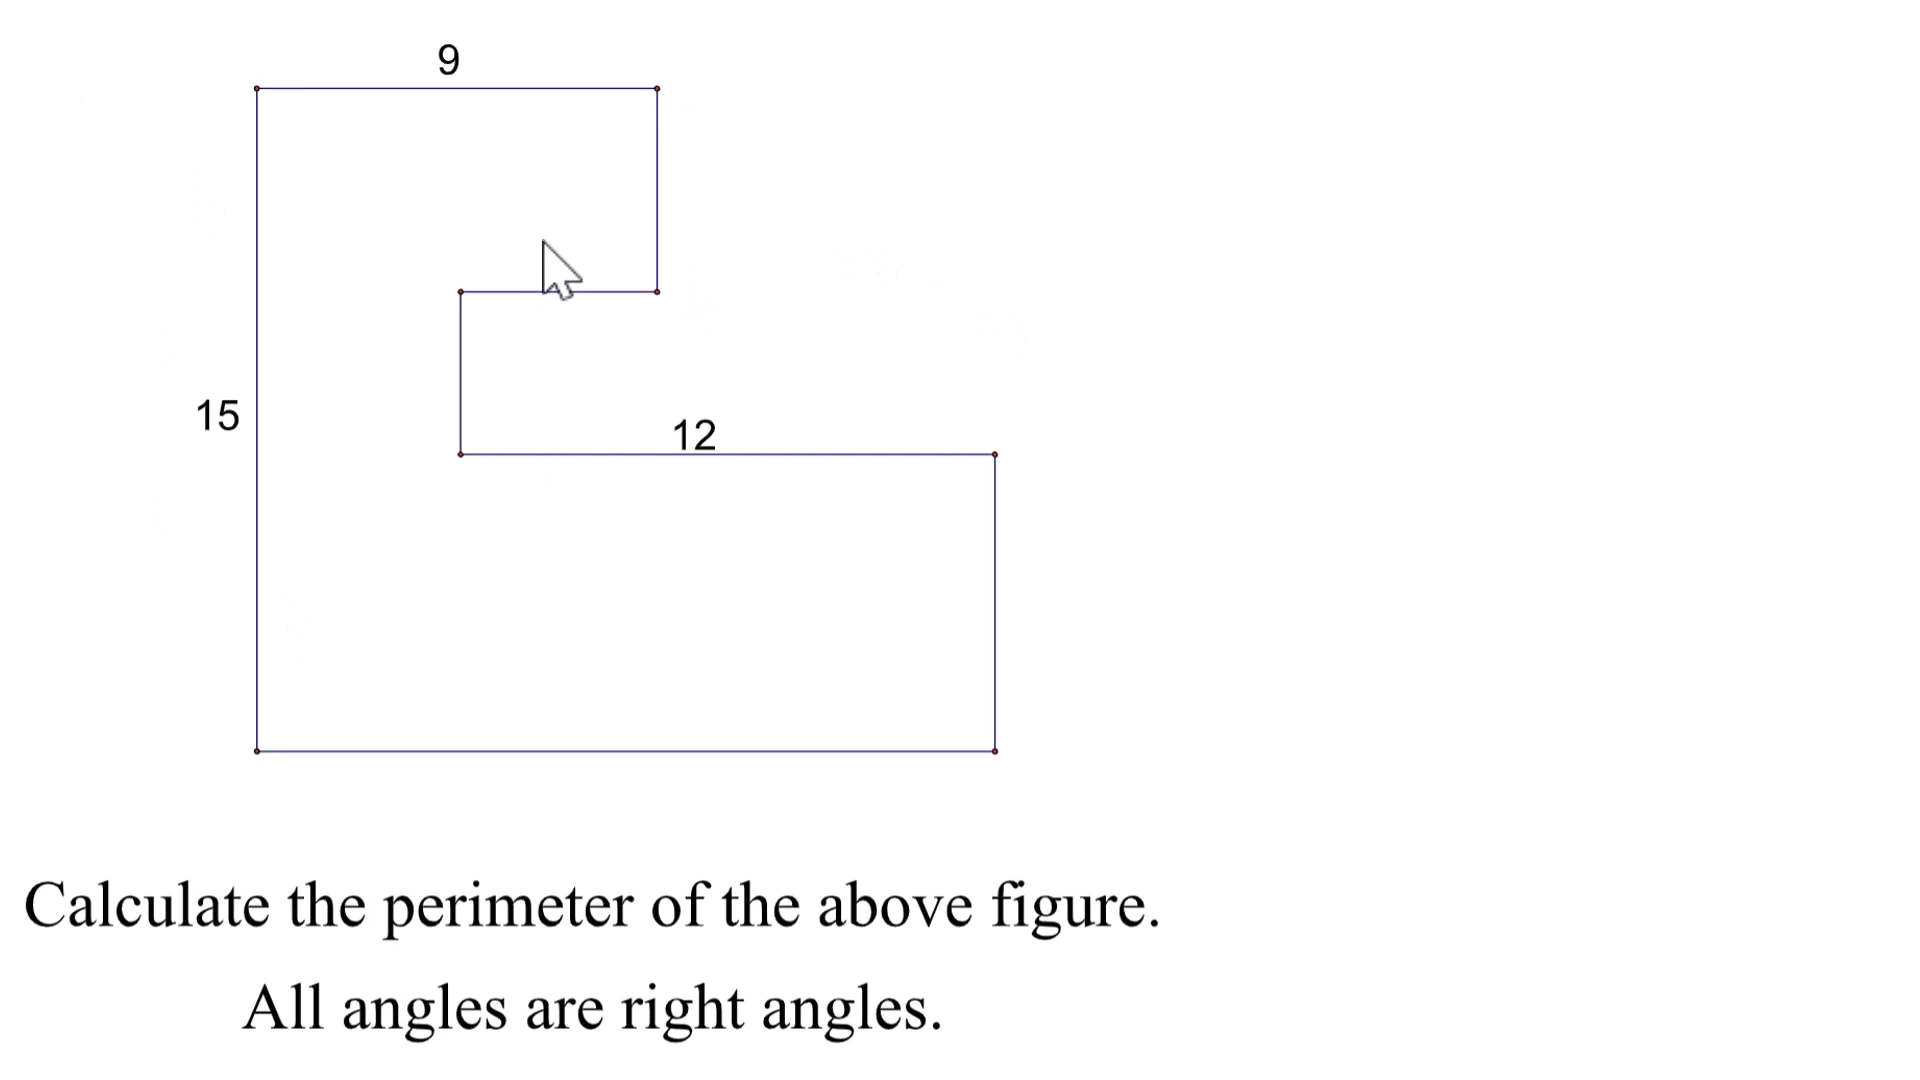 9
15
12
Calculate the perimeter of the above figure.
All angles are right angles.